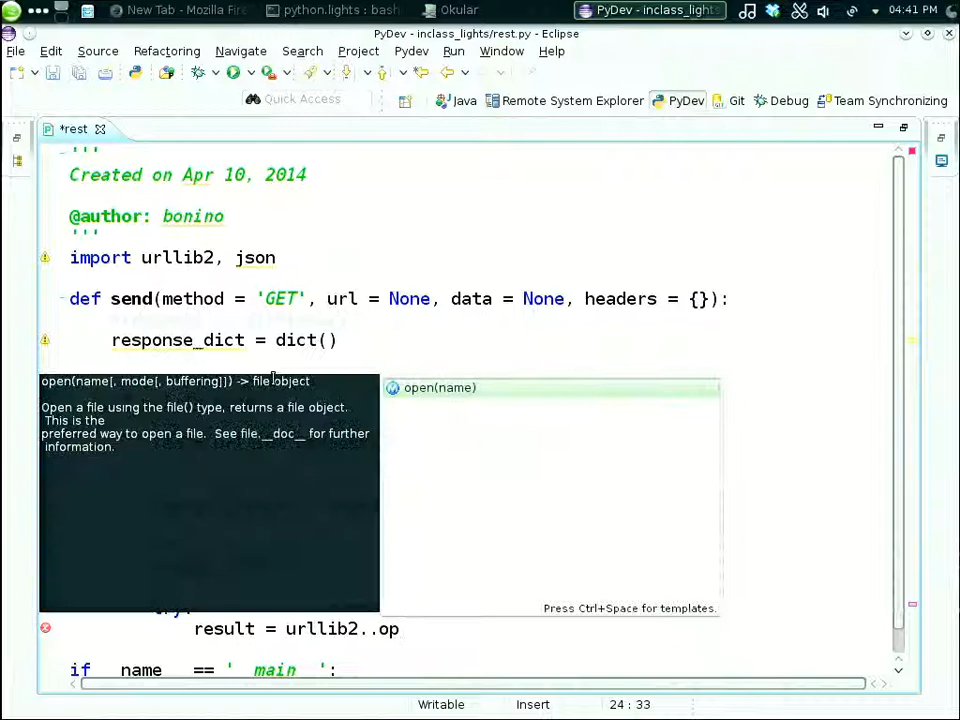 New Tab - Mozilla Fire
python.lights : bash
Okular
PyDev - inclass_lights
04:41 PM
PyDev - inclass_lights/rest.py - Eclipse
File Edit Source Refactoring Navigate Search Project Pydev Run Window Help
Quick Access
Java Remote System Explorer PyDev Git Debug Team Synchronizing
*rest
'''
Created on Apr 10, 2014
@author: bonino
'''
import urllib2, json
def send(method = 'GET', url = None, data = None, headers = {}):
response_dict = dict()
open(name[, mode[, buffering]]) -> file object
Open a file using the file() type, returns a file object.
This is the
preferred way to open a file.  See file.__doc__ for further
information.
open(name)
Press Ctrl+Space for templates.
try:
result = urllib2..op
if __name__ == '__main__':
Writable Insert 24 : 33